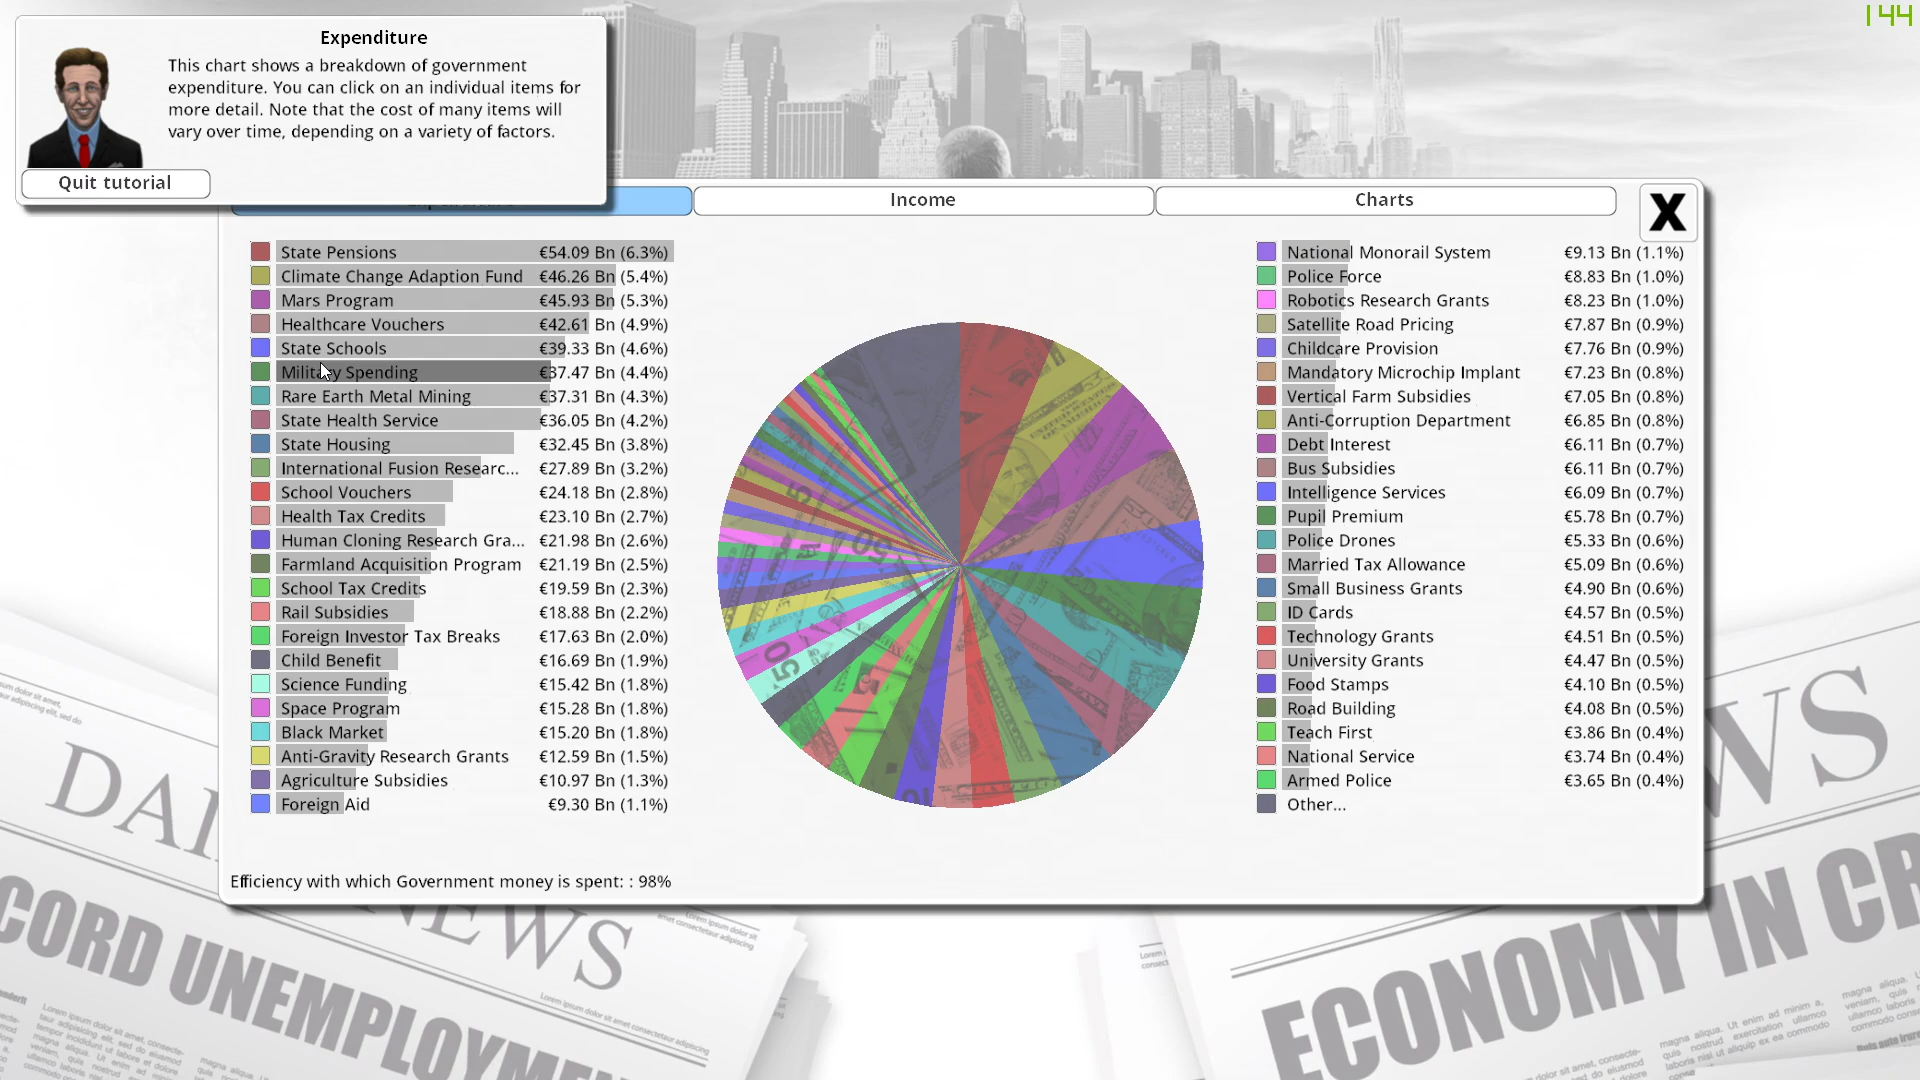 144
Expenditure
This chart shows a breakdown of government
expenditure. You can click on an individual items for
more detail. Note that the cost of many items will
vary over time, depending on a variety of factors.
Quit tutorial
Income
Charts
X
State Pensions €54.09 Bn (6.3%)
Climate Change Adaption Fund €46.26 Bn (5.4%)
Mars Program €45.93 Bn (5.3%)
Healthcare Vouchers €42.61 Bn (4.9%)
State Schools €39.33 Bn (4.6%)
Military Spending €37.47 Bn (4.4%)
Rare Earth Metal Mining €37.31 Bn (4.3%)
State Health Service €36.05 Bn (4.2%)
State Housing €32.45 Bn (3.8%)
International Fusion Researc... €27.89 Bn (3.2%)
School Vouchers €24.18 Bn (2.8%)
Health Tax Credits €23.10 Bn (2.7%)
Human Cloning Research Gra... €21.98 Bn (2.6%)
Farmland Acquisition Program €21.19 Bn (2.5%)
School Tax Credits €19.59 Bn (2.3%)
Rail Subsidies €18.88 Bn (2.2%)
Foreign Investor Tax Breaks €17.63 Bn (2.0%)
Child Benefit €16.69 Bn (1.9%)
Science Funding €15.42 Bn (1.8%)
Space Program €15.28 Bn (1.8%)
Black Market €15.20 Bn (1.8%)
Anti-Gravity Research Grants €12.59 Bn (1.5%)
Agriculture Subsidies €10.97 Bn (1.3%)
Foreign Aid €9.30 Bn (1.1%)
National Monorail System €9.13 Bn (1.1%)
Police Force €8.83 Bn (1.0%)
Robotics Research Grants €8.23 Bn (1.0%)
Satellite Road Pricing €7.87 Bn (0.9%)
Childcare Provision €7.76 Bn (0.9%)
Mandatory Microchip Implant €7.23 Bn (0.8%)
Vertical Farm Subsidies €7.05 Bn (0.8%)
Anti-Corruption Department €6.85 Bn (0.8%)
Debt Interest €6.11 Bn (0.7%)
Bus Subsidies €6.11 Bn (0.7%)
Intelligence Services €6.09 Bn (0.7%)
Pupil Premium €5.78 Bn (0.7%)
Police Drones €5.33 Bn (0.6%)
Married Tax Allowance €5.09 Bn (0.6%)
Small Business Grants €4.90 Bn (0.6%)
ID Cards €4.57 Bn (0.5%)
Technology Grants €4.51 Bn (0.5%)
University Grants €4.47 Bn (0.5%)
Food Stamps €4.10 Bn (0.5%)
Road Building €4.08 Bn (0.5%)
Teach First €3.86 Bn (0.4%)
National Service €3.74 Bn (0.4%)
Armed Police €3.65 Bn (0.4%)
Other...
Efficiency with which Government money is spent: : 98%
DAI
NEWS
CORD UNEMPLOYME
WS
ECONOMY IN CR